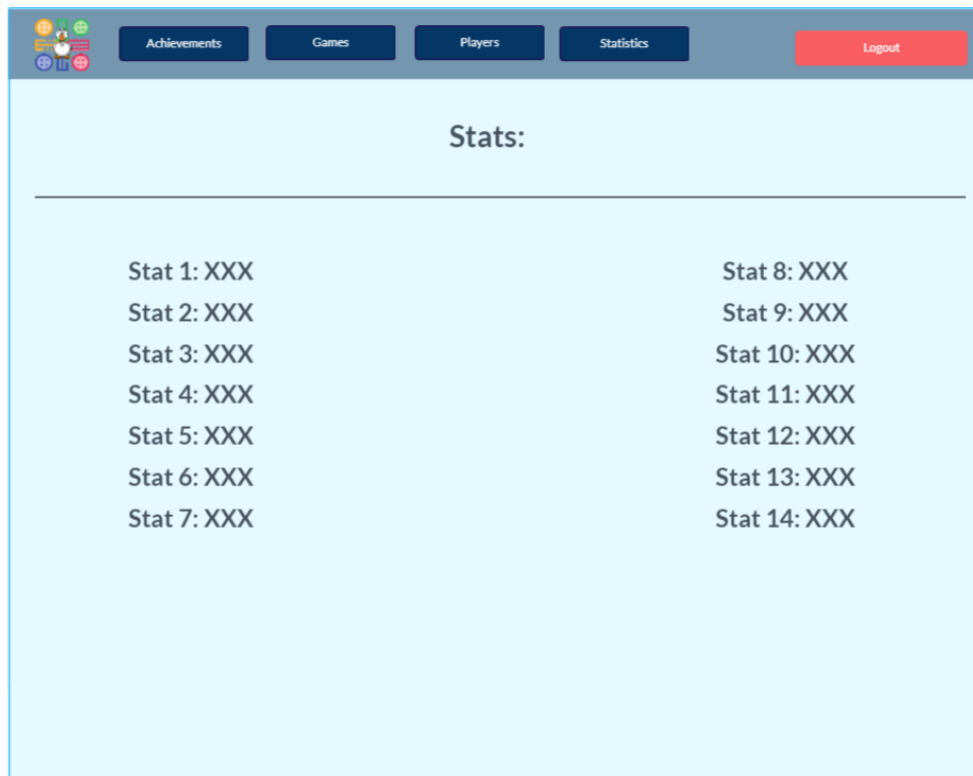 Achievements
Games
Players
Statistics
Logout
Stats:
Stat 1: XXX
Stat 2: XXX
Stat 3: XXX
Stat 4: XXX
Stat 5: XXX
Stat 6: XXX
Stat 7: XXX
Stat 8: XXX
Stat 9: XXX
Stat 10: XXX
Stat 11: XXX
Stat 12: XXX
Stat 13: XXX
Stat 14: XXX